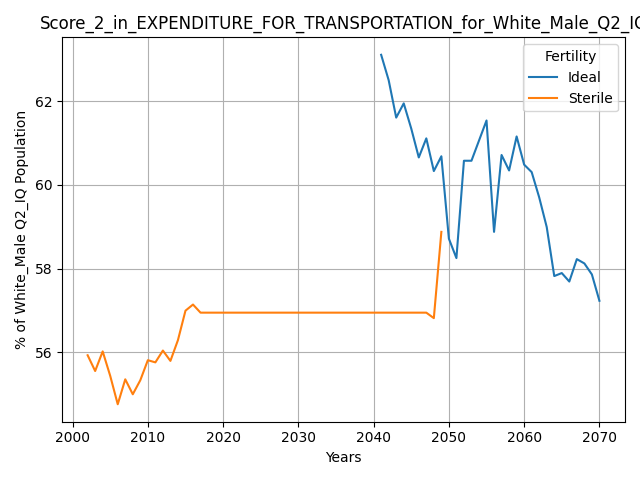 Score_2_in_EXPENDITURE_FOR_TRANSPORTATION_for_White_Male_Q2_IQ
Fertility
Ideal
Sterile
% of White_Male Q2_IQ Population
62
60
58
56
2000 2010 2020 2030 2040 2050 2060 2070
Years